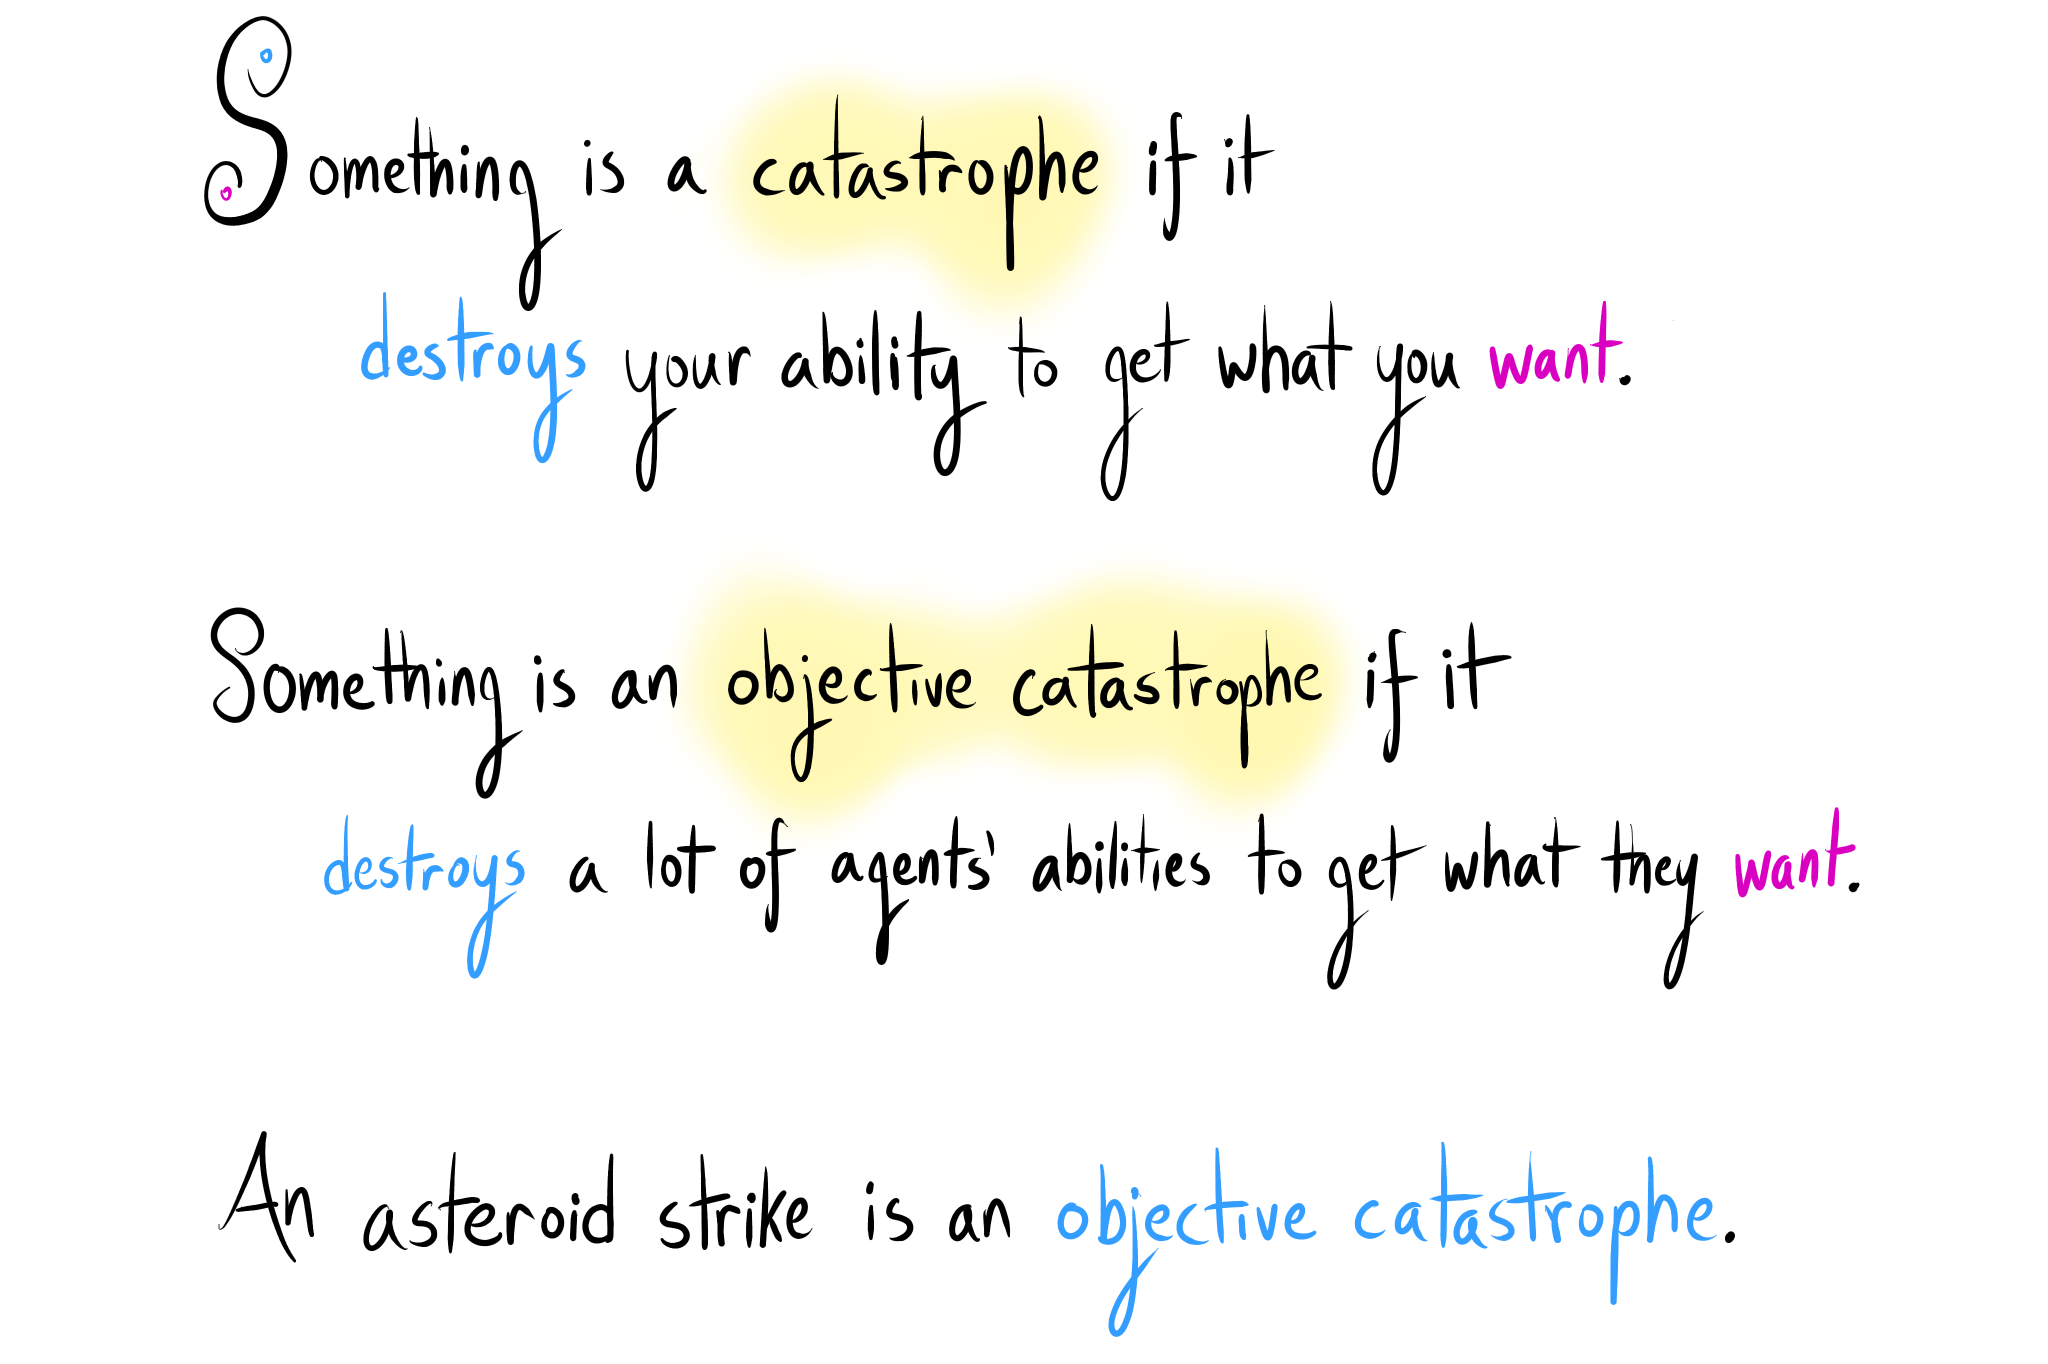 Something is a catastrophe if it
destroys your ability to get what you want.
Something is an objective catastrophe if it
destroys a lot of agents' abilities to get what they want.
An asteroid strike is an objective catastrophe.